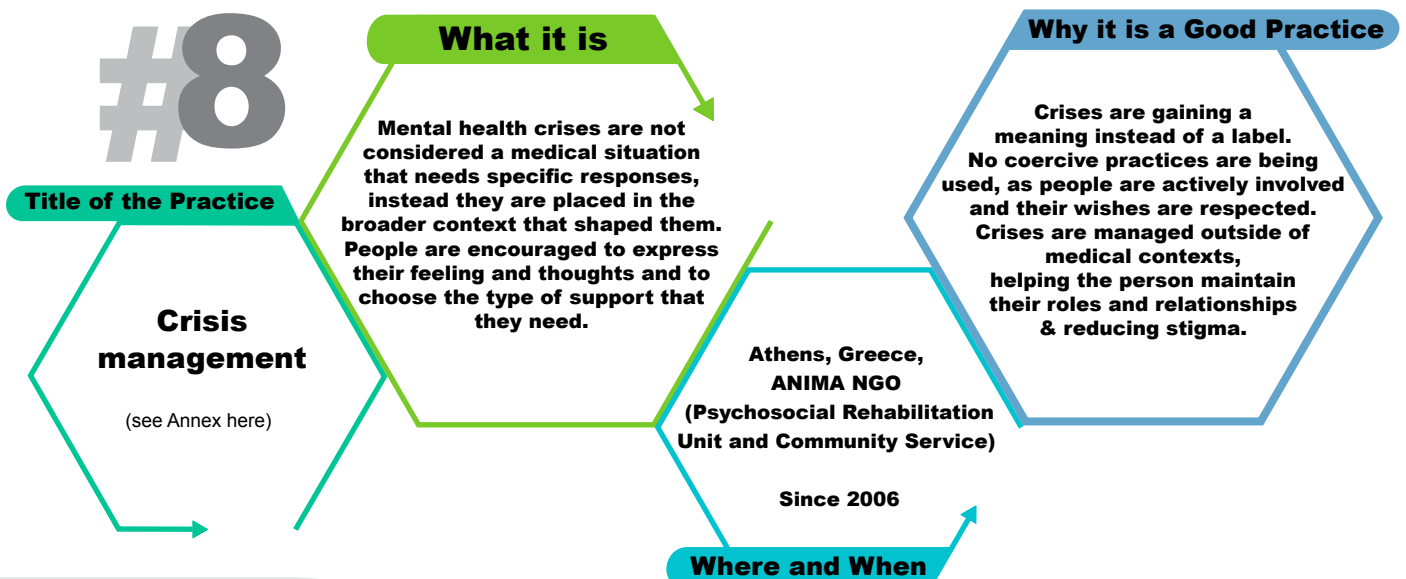 #8
Title of the Practice
Crisis
management
(see Annex here)
What it is
Mental health crises are not
considered a medical situation
that needs specific responses,
instead they are placed in the
broader context that shaped them.
People are encouraged to express
their feeling and thoughts and to
choose the type of support that
they need.
Athens, Greece,
ANIMA NGO
(Psychosocial Rehabilitation
Unit and Community Service)
Since 2006
Where and When
Why it is a Good Practice
Crises are gaining a
meaning instead of a label.
No coercive practices are being
used, as people are actively involved
and their wishes are respected.
Crises are managed outside of
medical contexts,
helping the person maintain
their roles and relationships
& reducing stigma.